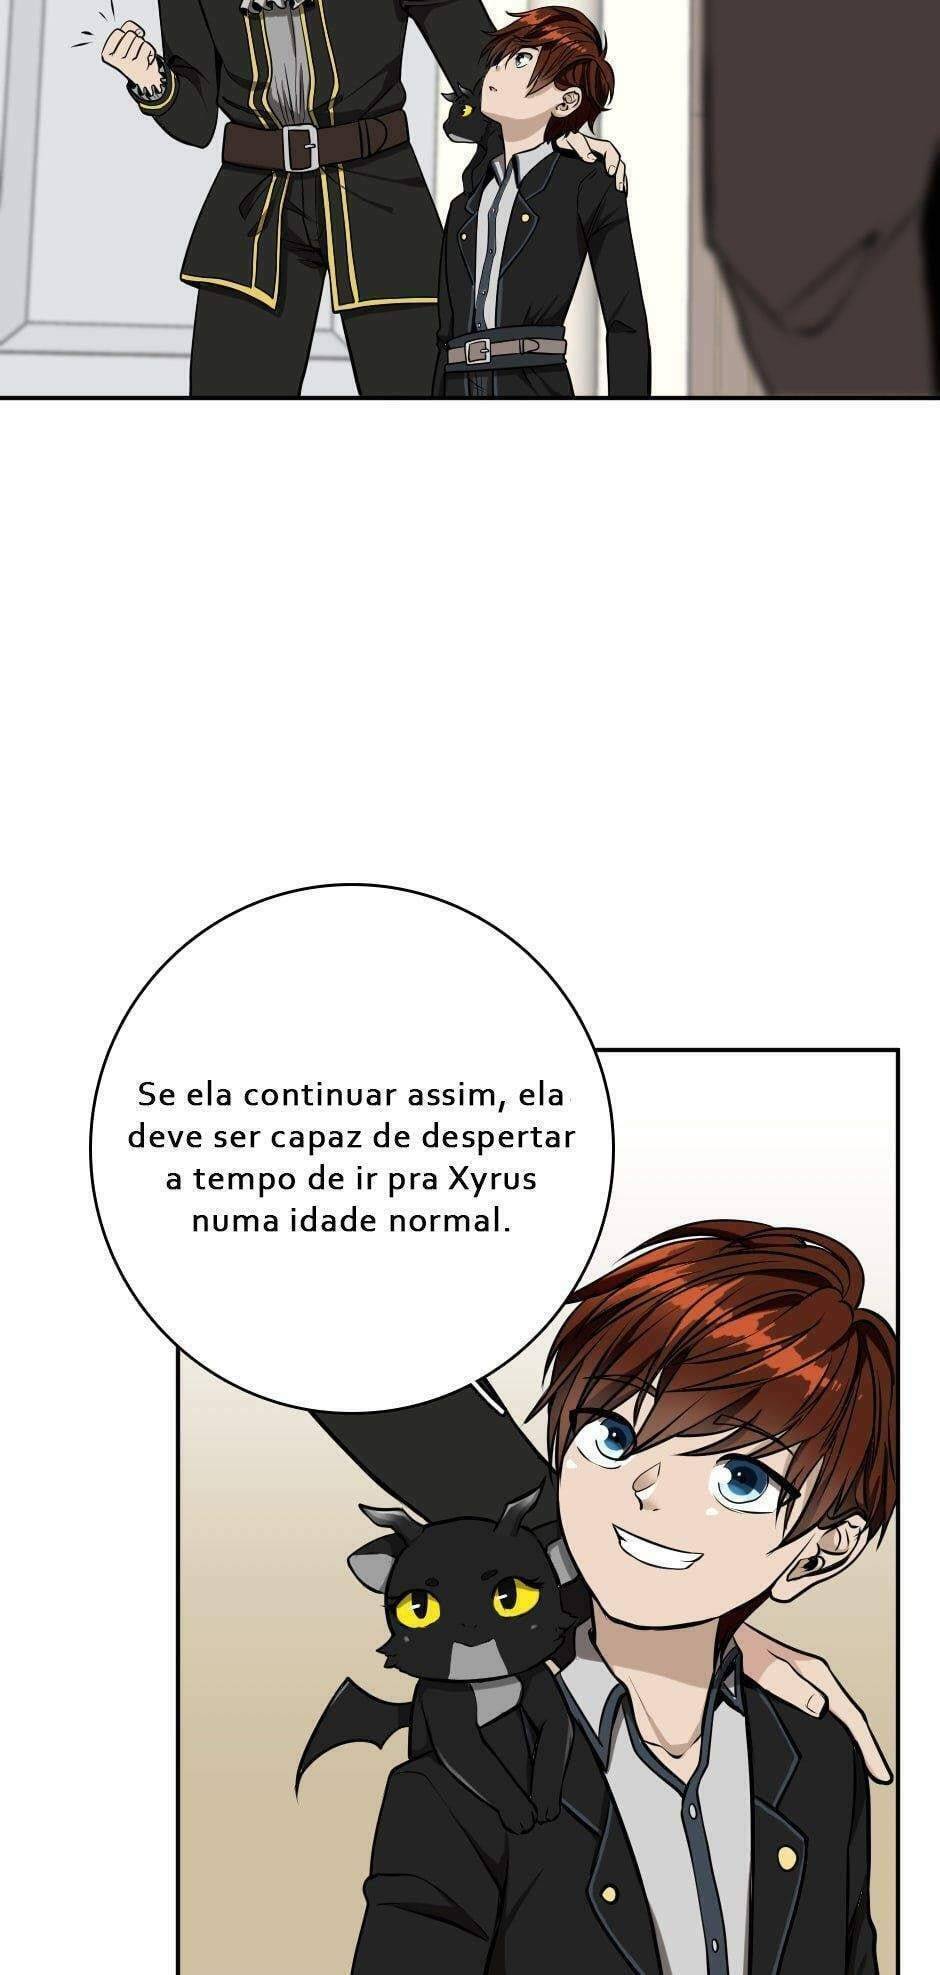 Se ela continuar assim, ela
deve ser capaz de despertar
a tempo de ir pra Xyrus
numa idade normal.